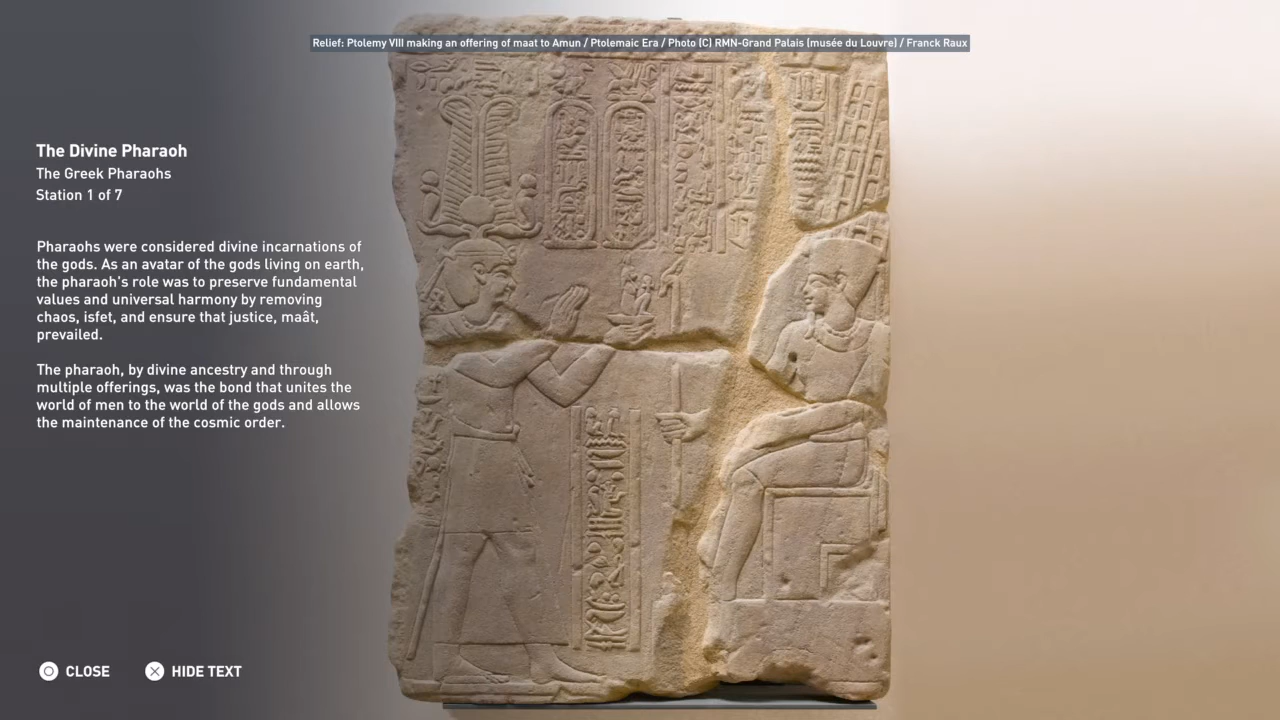 Relief: Ptolemy VIII making an offering of maat to Amun / Ptolemaic Era / Photo (C) RMN-Grand Palais (musée du Louvre) / Franck Raux
The Divine Pharaoh
The Greek Pharaohs
Station 1 of 7
Pharaohs were considered divine incarnations of
the gods. As an avatar of the gods living on earth,
the pharaoh's role was to preserve fundamental
values and universal harmony by removing
chaos, isfet, and ensure that justice, maât,
prevailed.
The pharaoh, by divine ancestry and through
multiple offerings, was the bond that unites the
world of men to the world of the gods and allows
the maintenance of the cosmic order.
CLOSE
HIDE TEXT